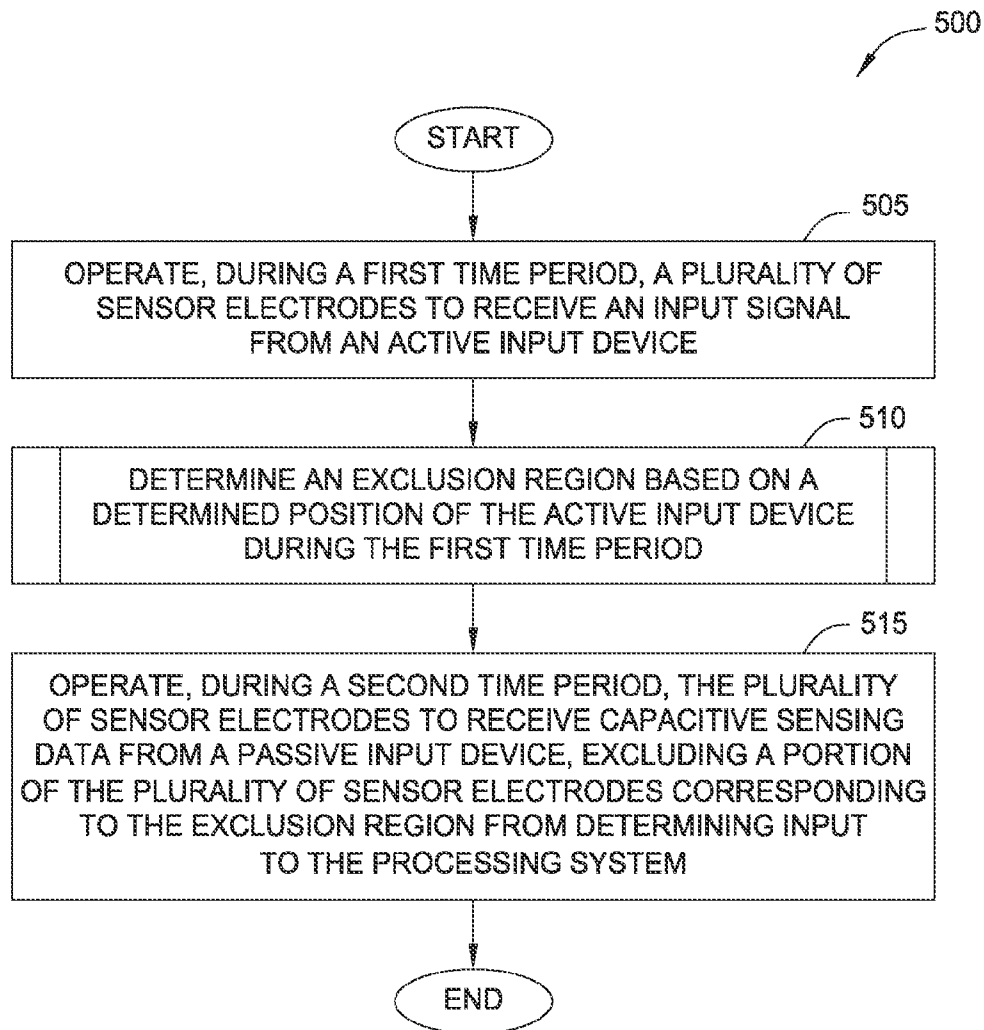 500
START
505
OPERATE, DURING A FIRST TIME PERIOD, A PLURALITY OF
SENSOR ELECTRODES TO RECEIVE AN INPUT SIGNAL
FROM AN ACTIVE INPUT DEVICE
510
DETERMINE AN EXCLUSION REGION BASED ON A
DETERMINED POSITION OF THE ACTIVE INPUT DEVICE
DURING THE FIRST TIME PERIOD
515
OPERATE, DURING A SECOND TIME PERIOD, THE PLURALITY
OF SENSOR ELECTRODES TO RECEIVE CAPACITIVE SENSING
DATA FROM A PASSIVE INPUT DEVICE, EXCLUDING A PORTION
OF THE PLURALITY OF SENSOR ELECTRODES CORRESPONDING
TO THE EXCLUSION REGION FROM DETERMINING INPUT
TO THE PROCESSING SYSTEM
END